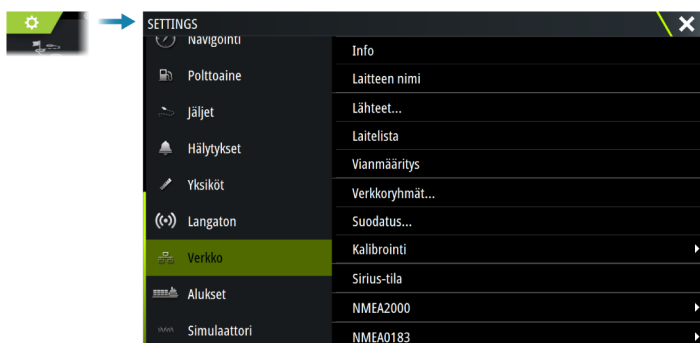 SETTINGS
Navigointi
Polttoaine
Jäljet
Hälytykset
Yksiköt
Langaton
Verkko
Alukset
Simulaattori
Info
Laitteen nimi
Lähteet...
Laitelista
Vianmääritys
Verkkoryhmät...
Suodatus...
Kalibrointi
Sirius-tila
NMEA2000
NMEA0183